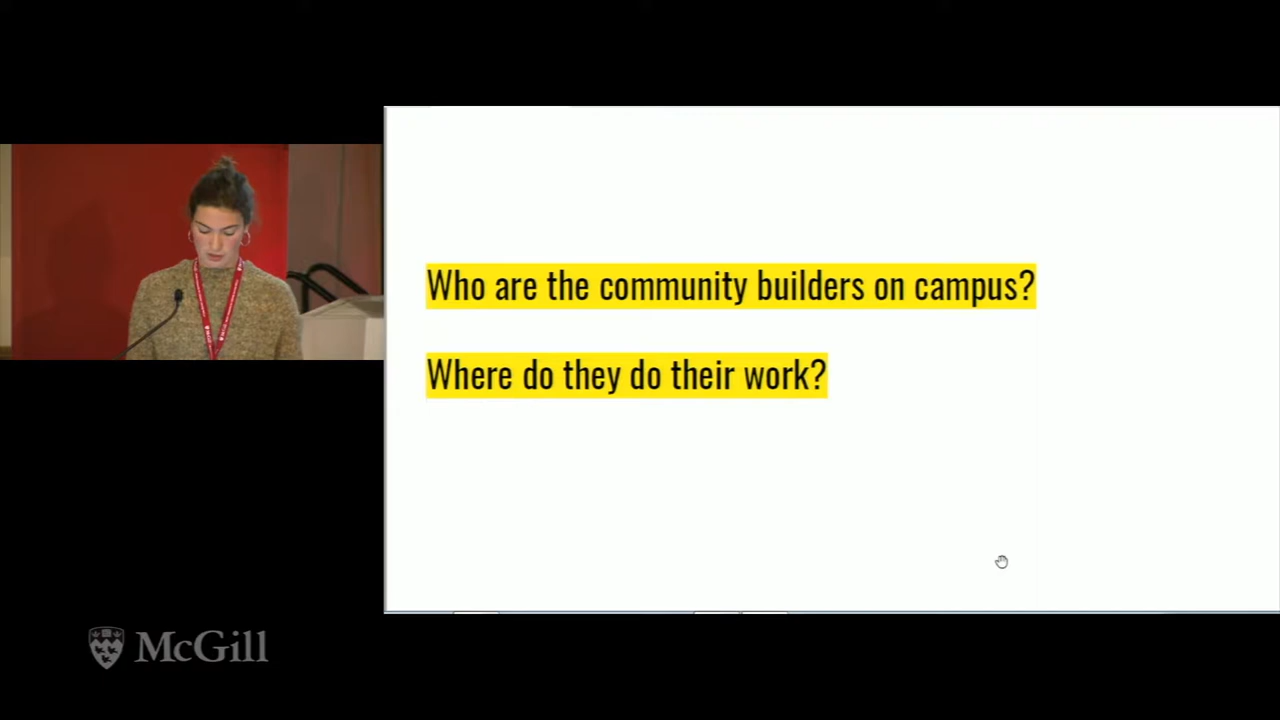 Who are the community builders on campus?
Where do they do their work?
McGill